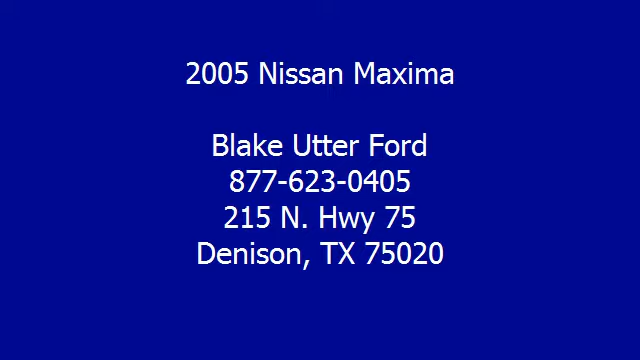 2005 Nissan Maxima
Blake Utter Ford
877-623-0405
215 N. Hwy 75
Denison, TX 75020